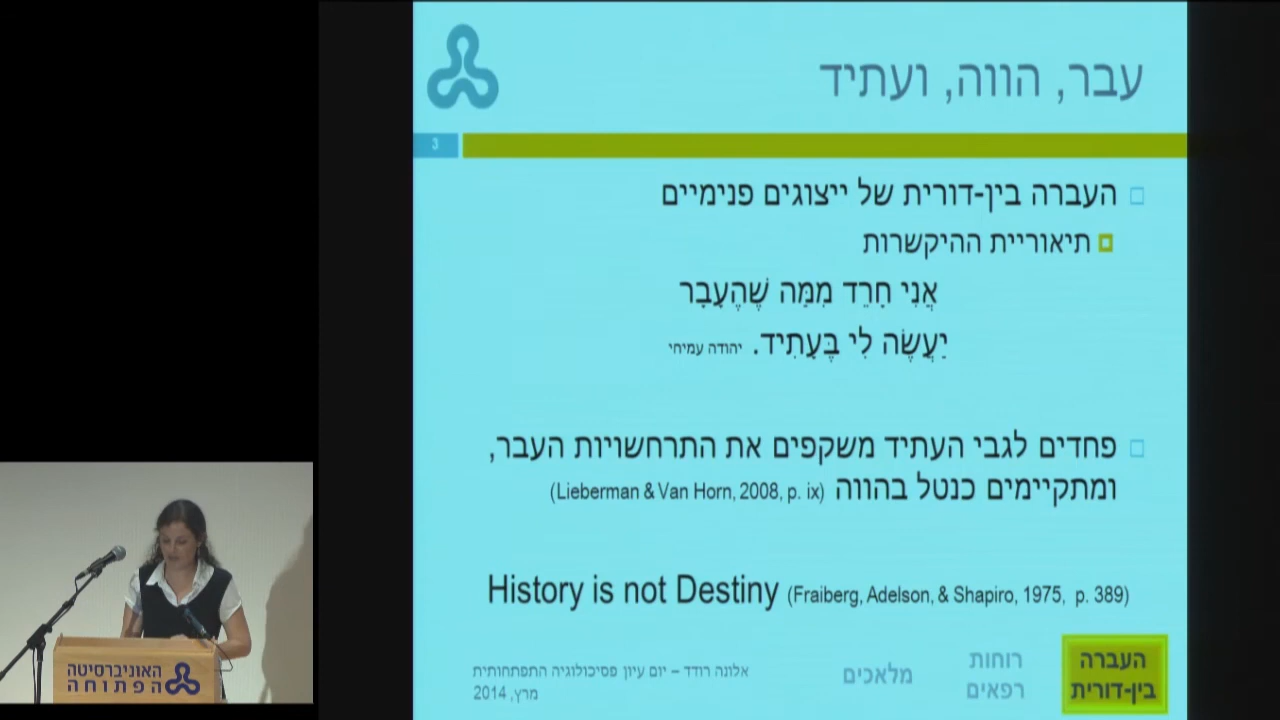 עבר, הווה, ועתיד
3
העברה בין-דורית של ייצוגים פנימיים
תיאוריית ההיקשרות
אֲנִי חָרֵד מִמַּה שֶׁהֶעָבָר
יַעֲשֶׂה לִי בֶּעָתִיד. יהודה עמיחי
פחדים לגבי העתיד משקפים את התרחשויות העבר,
ומתקיימים כנטל בהווה (Lieberman & Van Horn, 2008, p. ix)
History is not Destiny (Fraiberg, Adelson, & Shapiro, 1975, p. 389)
העברה
בין-דורית
רוחות
רפאים
מלאכים
אלונה רודד – יום עיון פסיכולוגיה התפתחותית
מרץ, 2014
האוניברסיטה
הפתוחה